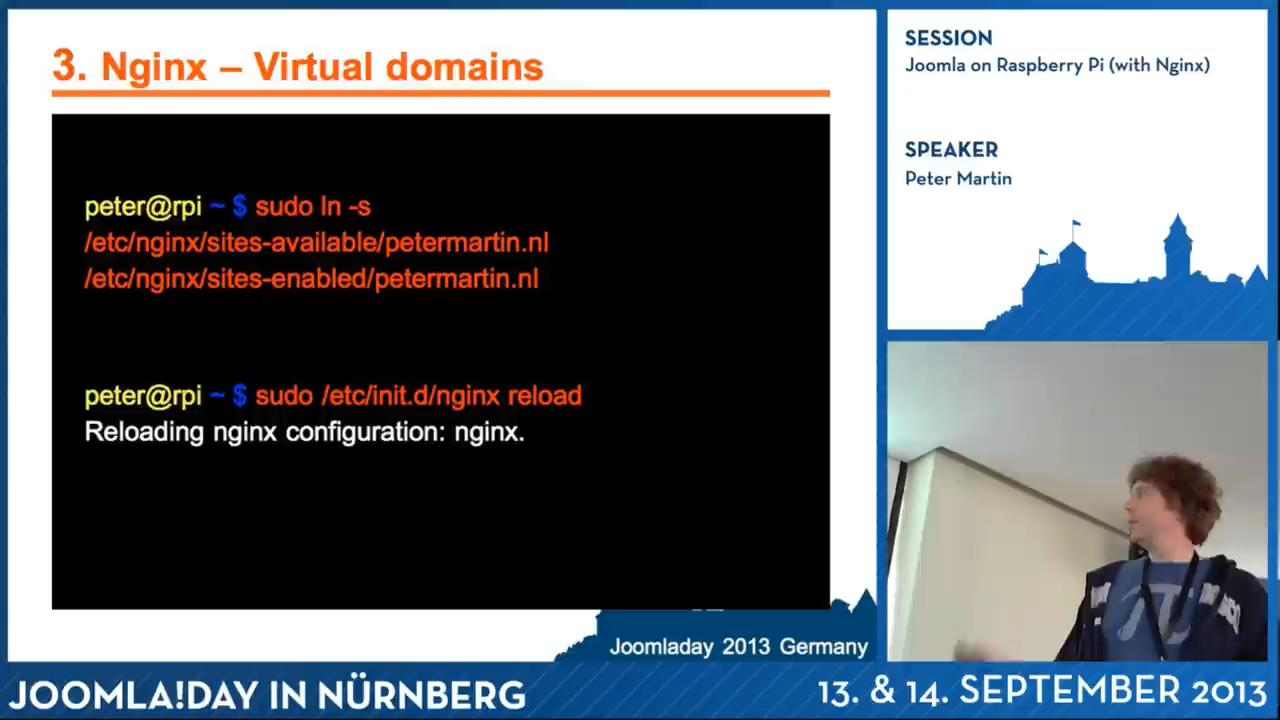 3. Nginx – Virtual domains
peter@rpi ~ $ sudo ln -s
/etc/nginx/sites-available/petermartin.nl
/etc/nginx/sites-enabled/petermartin.nl
peter@rpi ~ $ sudo /etc/init.d/nginx reload
Reloading nginx configuration: nginx.
Joomladay 2013 Germany
SESSION
Joomla on Raspberry Pi (with Nginx)
SPEAKER
Peter Martin
π
JOOMLA!DAY IN NÜRNBERG
13. & 14. SEPTEMBER 2013